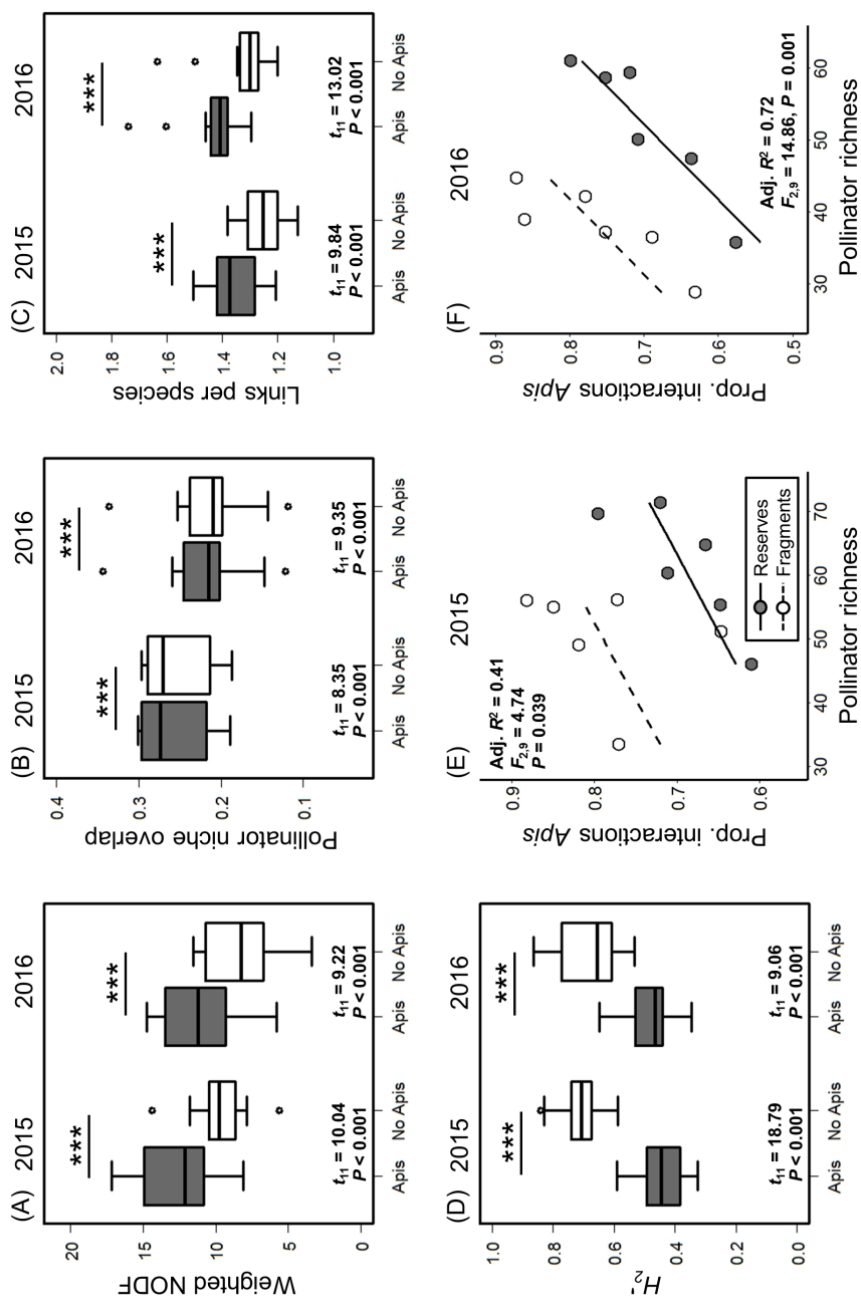 (A)
2015 2016
Weighted NODF
20
15
10
5
0
*** ***
t11 = 10.04
P < 0.001
t11 = 9.22
P < 0.001
Apis No Apis Apis No Apis
(B)
2015 2016
Pollinator niche overlap
0.4
0.3
0.2
0.1
*** ***
t11 = 8.35
P < 0.001
t11 = 9.35
P < 0.001
Apis No Apis Apis No Apis
(C)
2015 2016
Links per species
2.0
1.8
1.6
1.4
1.2
1.0
*** ***
t11 = 9.84
P < 0.001
t11 = 13.02
P < 0.001
Apis No Apis Apis No Apis
(D)
H2'
1.0
0.8
0.6
0.4
0.2
0.0
*** ***
t11 = 18.79
P < 0.001
t11 = 9.06
P < 0.001
Apis No Apis Apis No Apis
(E)
2015
Prop. interactions Apis
0.9
0.8
0.7
0.6
Adj. R2 = 0.41
F2,9 = 4.74
P = 0.039
Reserves
Fragments
30 40 50 60 70
Pollinator richness
(F)
2016
Prop. interactions Apis
0.9
0.8
0.7
0.6
0.5
Adj. R2 = 0.72
F2,9 = 14.86, P = 0.001
30 40 50 60
Pollinator richness